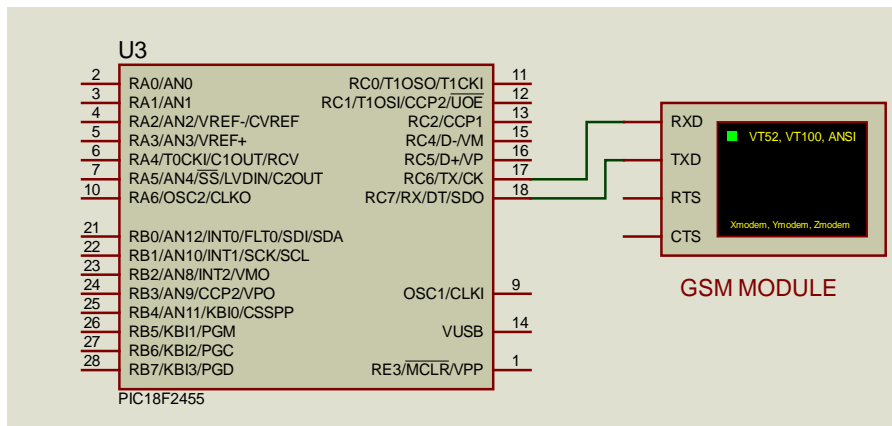 U3
2 RA0/AN0
3 RA1/AN1
4 RA2/AN2/VREF-/CVREF
5 RA3/AN3/VREF+
6 RA4/T0CKI/C1OUT/RCV
7 RA5/AN4/SS/LVDIN/C2OUT
10 RA6/OSC2/CLKO
21 RB0/AN12/INT0/FLT0/SDI/SDA
22 RB1/AN10/INT1/SCK/SCL
23 RB2/AN8/INT2/VMO
24 RB3/AN9/CCP2/VPO
25 RB4/AN11/KBI0/CSSPP
26 RB5/KBI1/PGM
27 RB6/KBI2/PGC
28 RB7/KBI3/PGD
RC0/T1OSO/T1CKI 11
RC1/T1OSI/CCP2/UOE 12
RC2/CCP1 13
RC4/D-/VM 15
RC5/D+/VP 16
RC6/TX/CK 17
RC7/RX/DT/SDO 18
OSC1/CLKI 9
VUSB 14
RE3/MCLR/VPP 1
PIC18F2455
RXD
TXD
RTS
CTS
VT52, VT100, ANSI
Xmodem, Ymodem, Zmodem
GSM MODULE